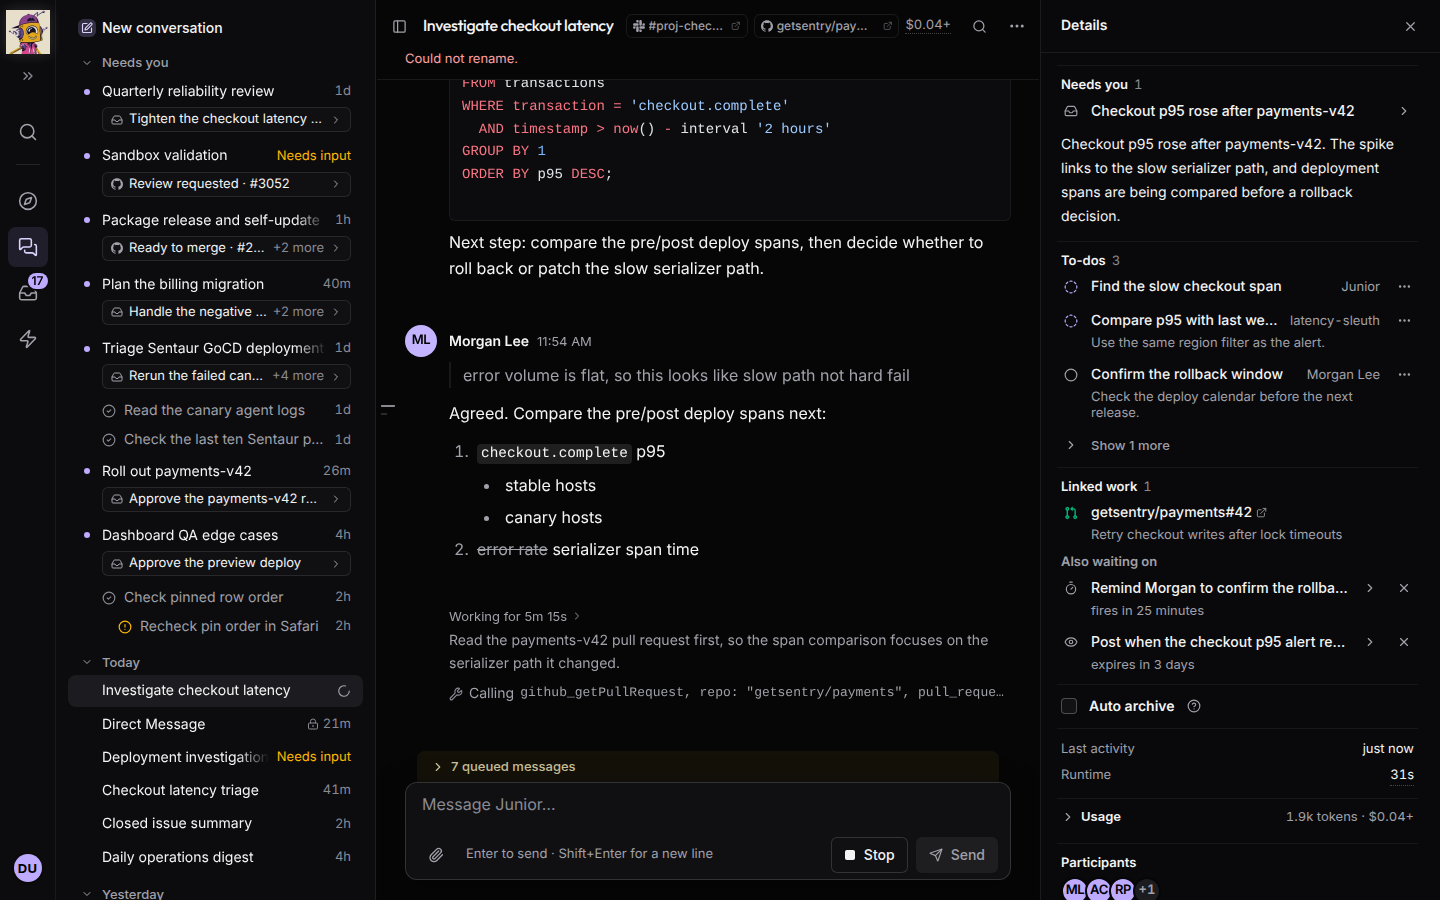 New conversation
Needs you
Quarterly reliability review 1d
Tighten the checkout latency ...
Sandbox validation Needs input
Review requested · #3052
Package release and self-update 1h
Ready to merge · #2... +2 more
Plan the billing migration 40m
Handle the negative ... +2 more
Triage Sentaur GoCD deployment 1d
Rerun the failed can... +4 more
Read the canary agent logs 1d
Check the last ten Sentaur p... 1d
Roll out payments-v42 26m
Approve the payments-v42 r...
Dashboard QA edge cases 4h
Approve the preview deploy
Check pinned row order 2h
Recheck pin order in Safari 2h
Today
Investigate checkout latency
Direct Message 21m
Deployment investigation Needs input
Checkout latency triage 41m
Closed issue summary 2h
Daily operations digest 4h
Yesterday
17
DU
Investigate checkout latency #proj-chec... getsentry/pay... $0.04+
Could not rename.
FROM transactions
WHERE transaction = 'checkout.complete'
AND timestamp > now() - interval '2 hours'
GROUP BY 1
ORDER BY p95 DESC;
Next step: compare the pre/post deploy spans, then decide whether to
roll back or patch the slow serializer path.
ML Morgan Lee 11:54 AM
error volume is flat, so this looks like slow path not hard fail
Agreed. Compare the pre/post deploy spans next:
1. checkout.complete p95
• stable hosts
• canary hosts
2. error rate serializer span time
Working for 5m 15s
Read the payments-v42 pull request first, so the span comparison focuses on the
serializer path it changed.
Calling github_getPullRequest, repo: "getsentry/payments", pull_reque…
7 queued messages
Message Junior...
Enter to send · Shift+Enter for a new line
Stop
Send
Details
Needs you 1
Checkout p95 rose after payments-v42
Checkout p95 rose after payments-v42. The spike
links to the slow serializer path, and deployment
spans are being compared before a rollback
decision.
To-dos 3
Find the slow checkout span Junior
Compare p95 with last we... latency-sleuth
Use the same region filter as the alert.
Confirm the rollback window Morgan Lee
Check the deploy calendar before the next
release.
Show 1 more
Linked work 1
getsentry/payments#42
Retry checkout writes after lock timeouts
Also waiting on
Remind Morgan to confirm the rollba...
fires in 25 minutes
Post when the checkout p95 alert re...
expires in 3 days
Auto archive
Last activity just now
Runtime 31s
Usage 1.9k tokens · $0.04+
Participants
ML AC RP +1